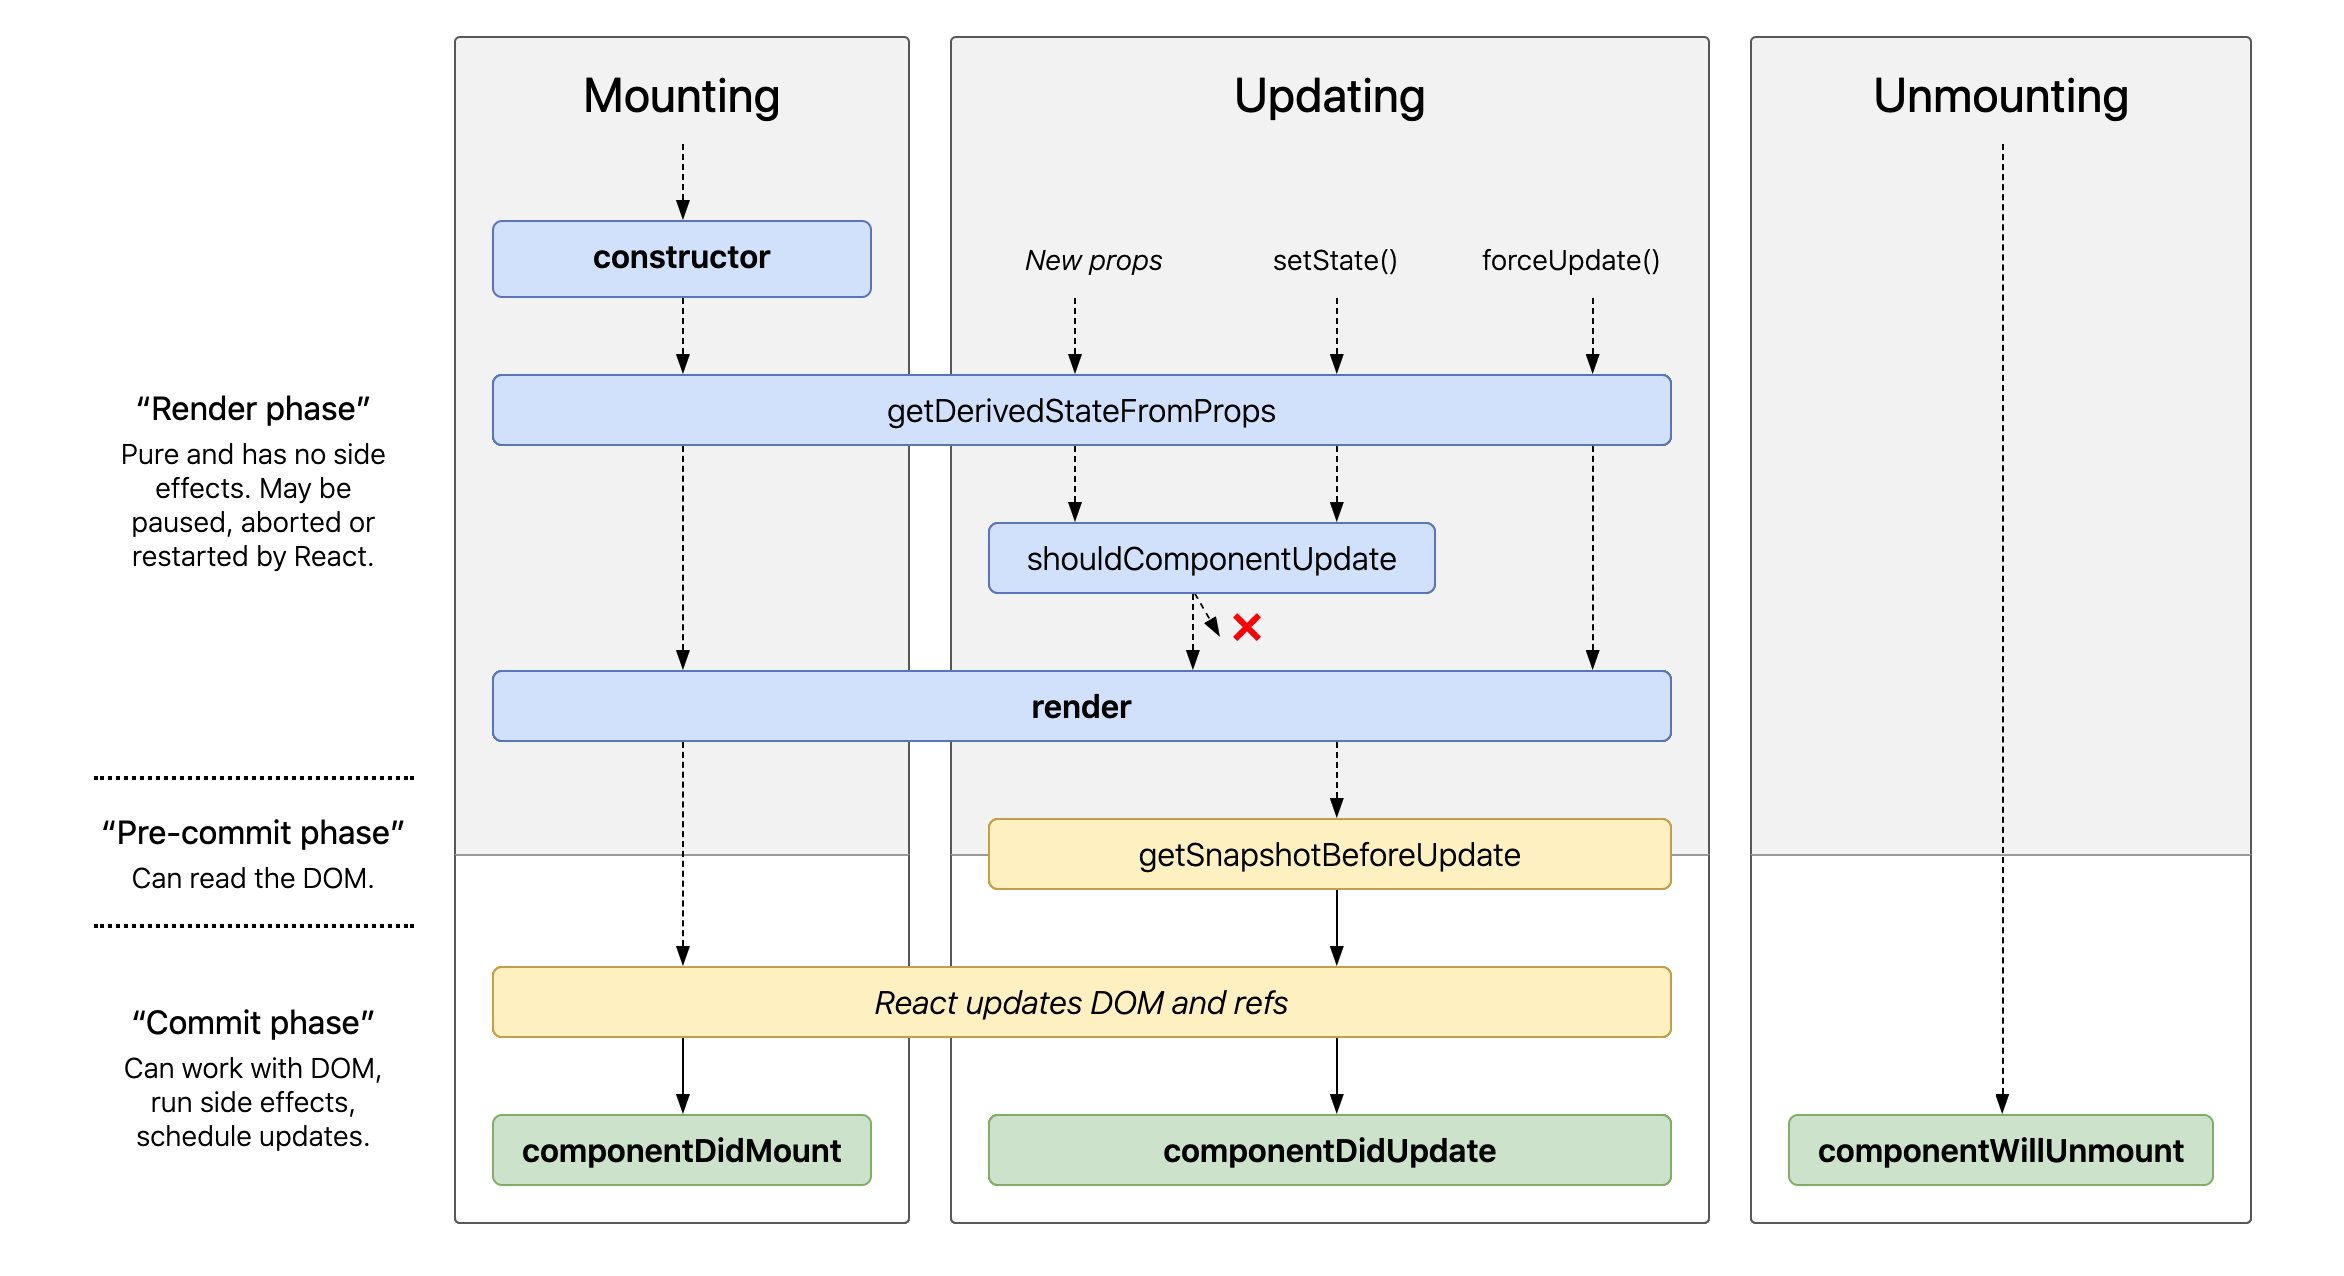 Mounting
Updating
Unmounting
constructor
New props
setState()
forceUpdate()
“Render phase”
Pure and has no side
effects. May be
paused, aborted or
restarted by React.
getDerivedStateFromProps
shouldComponentUpdate
render
“Pre-commit phase”
Can read the DOM.
getSnapshotBeforeUpdate
“Commit phase”
Can work with DOM,
run side effects,
schedule updates.
React updates DOM and refs
componentDidMount
componentDidUpdate
componentWillUnmount